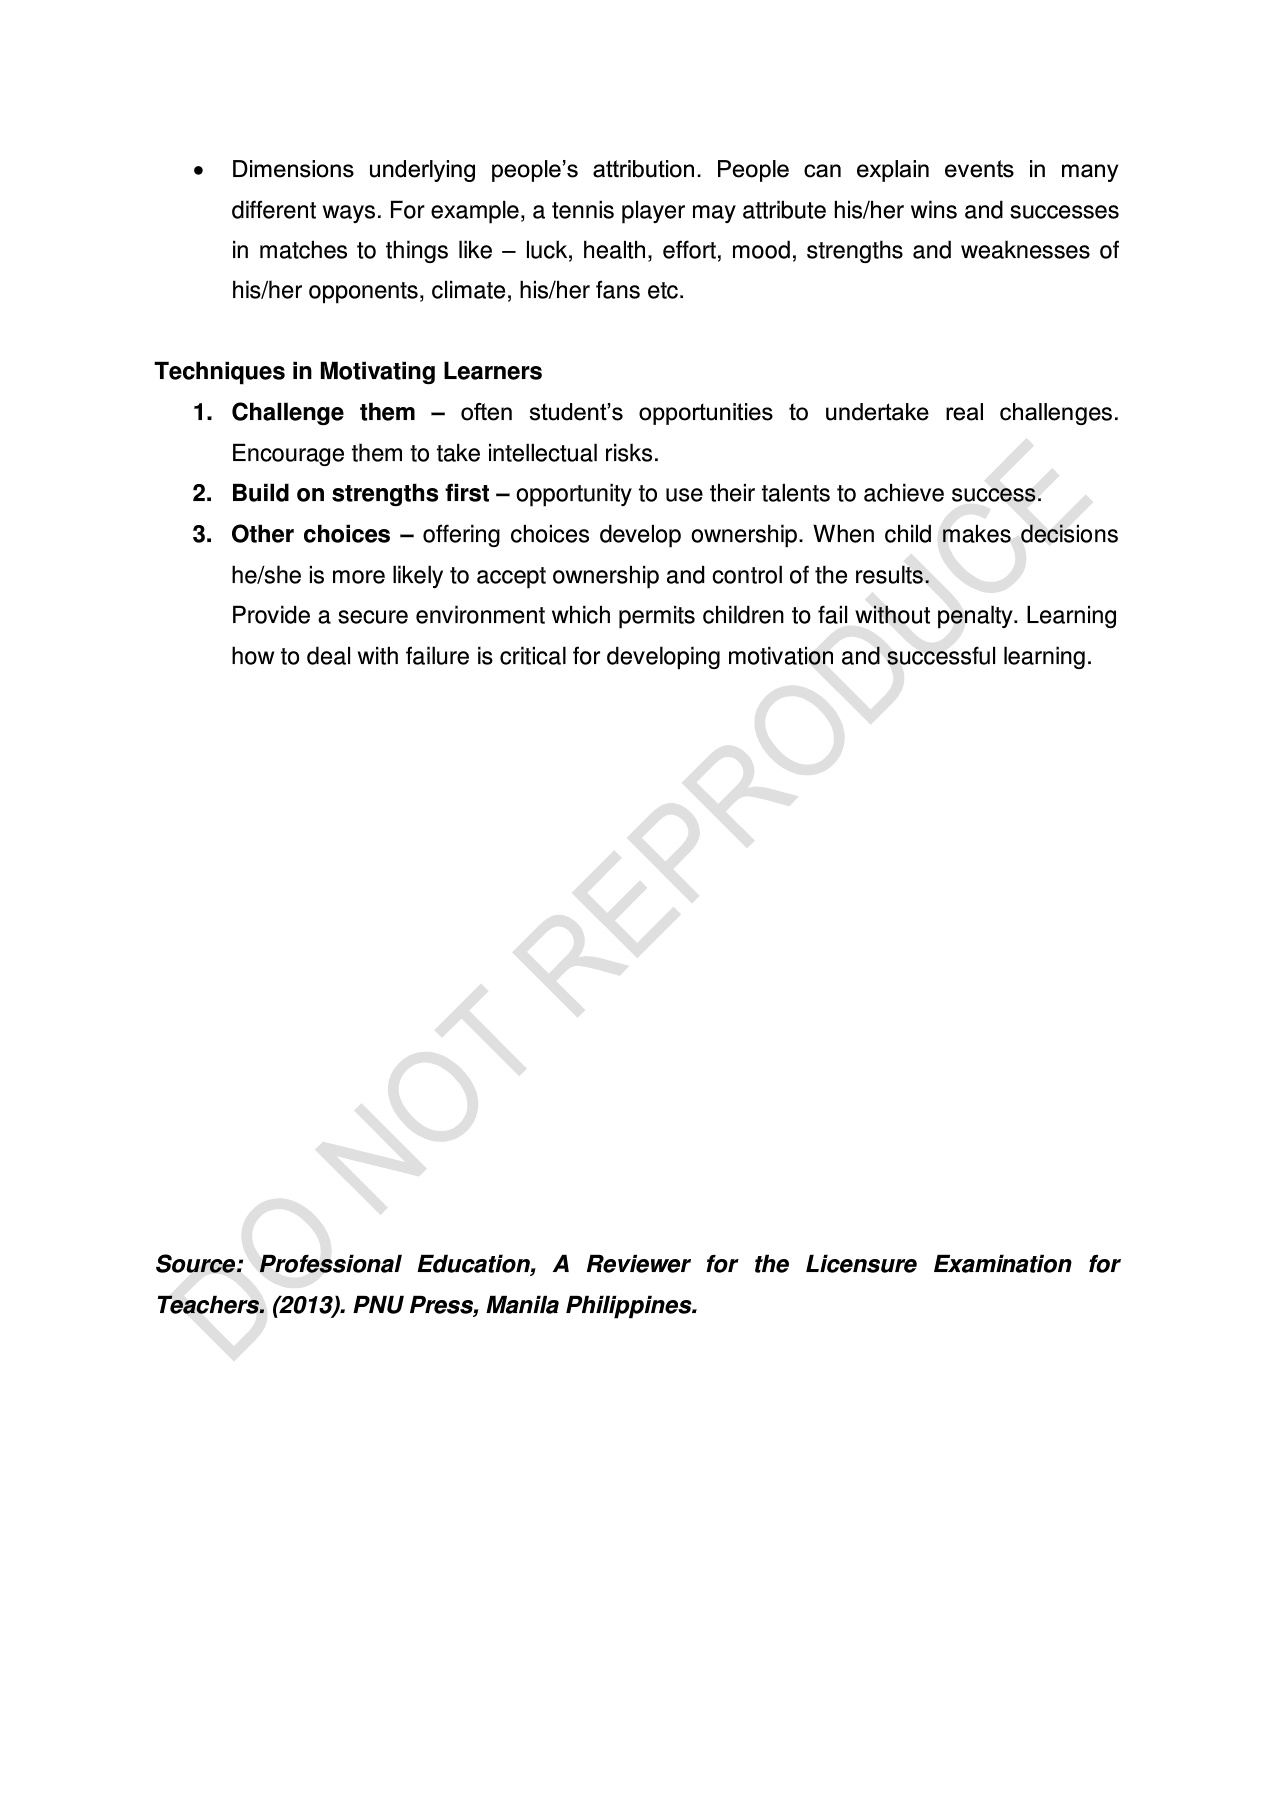 • Dimensions underlying people’s attribution. People can explain events in many
different ways. For example, a tennis player may attribute his/her wins and successes
in matches to things like – luck, health, effort, mood, strengths and weaknesses of
his/her opponents, climate, his/her fans etc.
Techniques in Motivating Learners
1. Challenge them – often student’s opportunities to undertake real challenges.
Encourage them to take intellectual risks.
2. Build on strengths first – opportunity to use their talents to achieve success.
3. Other choices – offering choices develop ownership. When child makes decisions
he/she is more likely to accept ownership and control of the results.
Provide a secure environment which permits children to fail without penalty. Learning
how to deal with failure is critical for developing motivation and successful learning.
DO NOT REPRODUCE
Source: Professional Education, A Reviewer for the Licensure Examination for
Teachers. (2013). PNU Press, Manila Philippines.